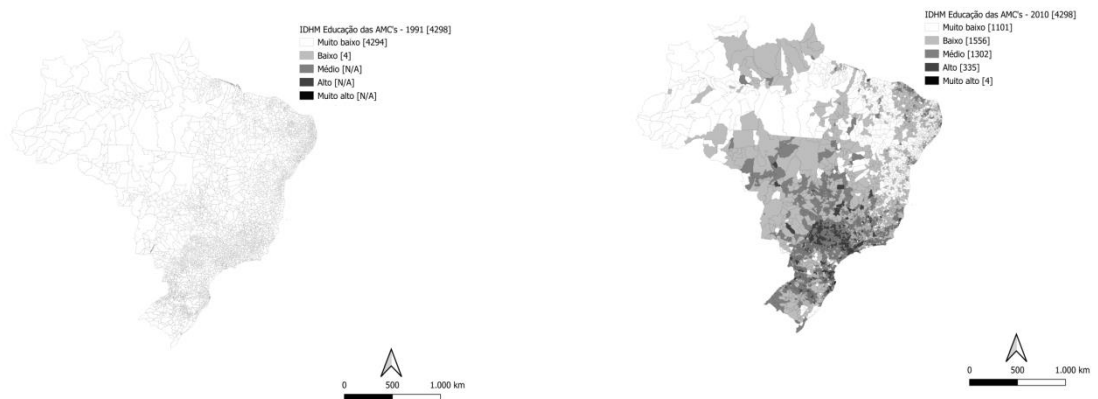 IDHM Educação das AMC's - 1991 [4298]
Muito baixo [4294]
Baixo [4]
Médio [N/A]
Alto [N/A]
Muito alto [N/A]
0 500 1.000 km
IDHM Educação das AMC's - 2010 [4298]
Muito baixo [1101]
Baixo [1556]
Médio [1302]
Alto [335]
Muito alto [4]
0 500 1.000 km